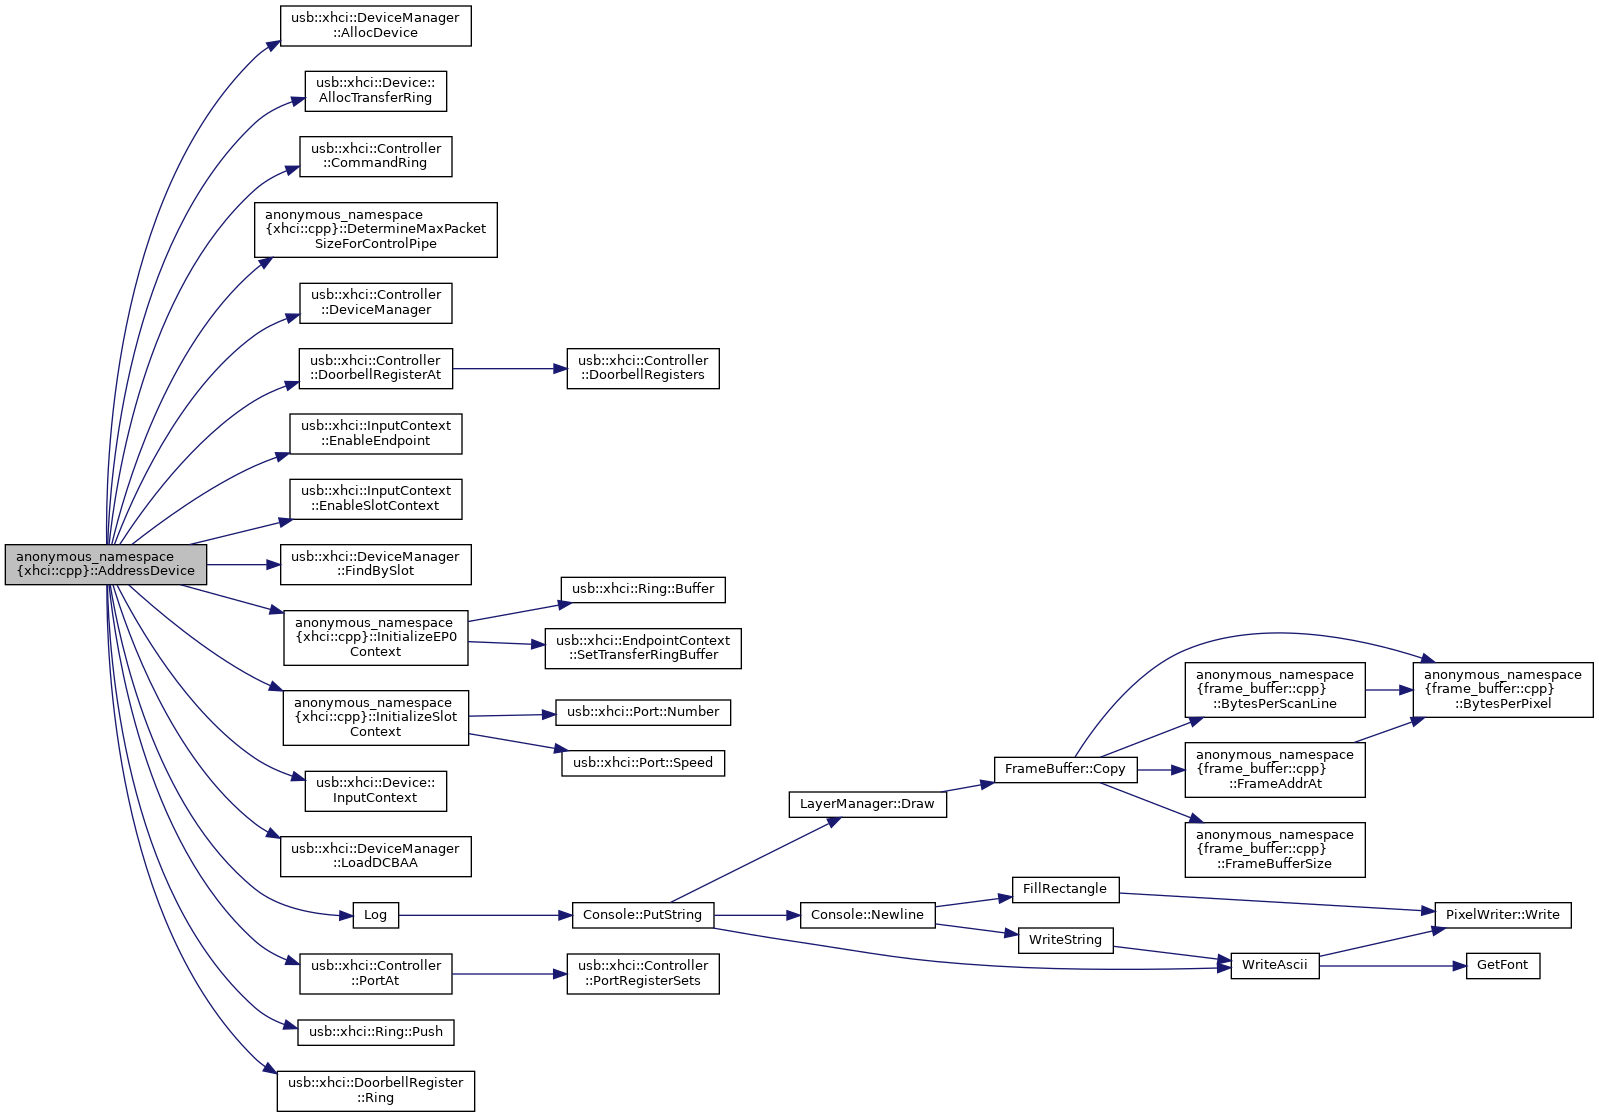 usb::xhci::DeviceManager
::AllocDevice
usb::xhci::Device::
AllocTransferRing
usb::xhci::Controller
::CommandRing
anonymous_namespace
{xhci::cpp}::DetermineMaxPacket
SizeForControlPipe
usb::xhci::Controller
::DeviceManager
usb::xhci::Controller
::DoorbellRegisterAt
usb::xhci::Controller
::DoorbellRegisters
usb::xhci::InputContext
::EnableEndpoint
usb::xhci::InputContext
::EnableSlotContext
anonymous_namespace
{xhci::cpp}::AddressDevice
usb::xhci::DeviceManager
::FindBySlot
anonymous_namespace
{xhci::cpp}::InitializeEP0
Context
usb::xhci::Ring::Buffer
usb::xhci::EndpointContext
::SetTransferRingBuffer
anonymous_namespace
{xhci::cpp}::InitializeSlot
Context
usb::xhci::Port::Number
usb::xhci::Port::Speed
usb::xhci::Device::
InputContext
usb::xhci::DeviceManager
::LoadDCBAA
Log
Console::PutString
LayerManager::Draw
FrameBuffer::Copy
anonymous_namespace
{frame_buffer::cpp}
::BytesPerScanLine
anonymous_namespace
{frame_buffer::cpp}
::BytesPerPixel
anonymous_namespace
{frame_buffer::cpp}
::FrameAddrAt
anonymous_namespace
{frame_buffer::cpp}
::FrameBufferSize
Console::Newline
FillRectangle
WriteString
WriteAscii
PixelWriter::Write
GetFont
usb::xhci::Controller
::PortAt
usb::xhci::Controller
::PortRegisterSets
usb::xhci::Ring::Push
usb::xhci::DoorbellRegister
::Ring